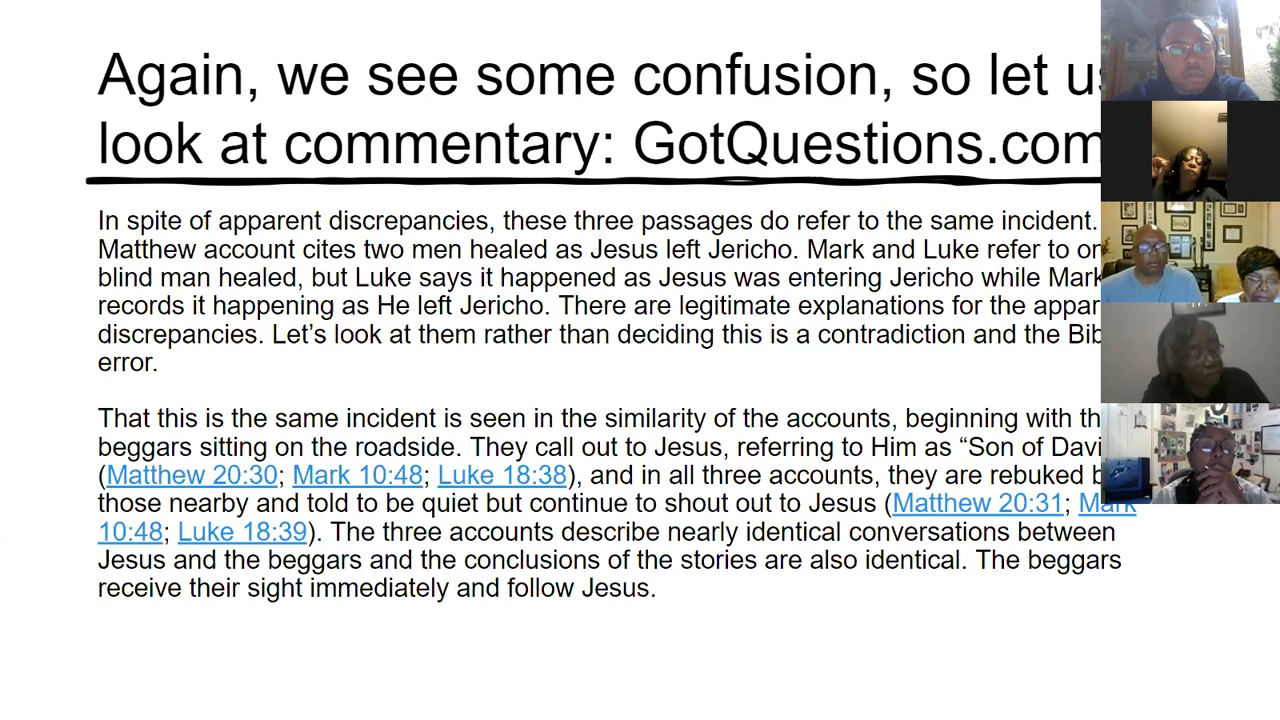 Again, we see some confusion, so let us
look at commentary: GotQuestions.com
In spite of apparent discrepancies, these three passages do refer to the same incident.
Matthew account cites two men healed as Jesus left Jericho. Mark and Luke refer to
blind man healed, but Luke says it happened as Jesus was entering Jericho while Mark
records it happening as He left Jericho. There are legitimate explanations for the
discrepancies. Let’s look at them rather than deciding this is a contradiction and the
error.
That this is the same incident is seen in the similarity of the accounts, beginning with
beggars sitting on the roadside. They call out to Jesus, referring to Him as “Son of
(Matthew 20:30; Mark 10:48; Luke 18:38), and in all three accounts, they are rebuked
those nearby and told to be quiet but continue to shout out to Jesus (Matthew 20:31; Mark
10:48; Luke 18:39). The three accounts describe nearly identical conversations between
Jesus and the beggars and the conclusions of the stories are also identical. The beggars
receive their sight immediately and follow Jesus.